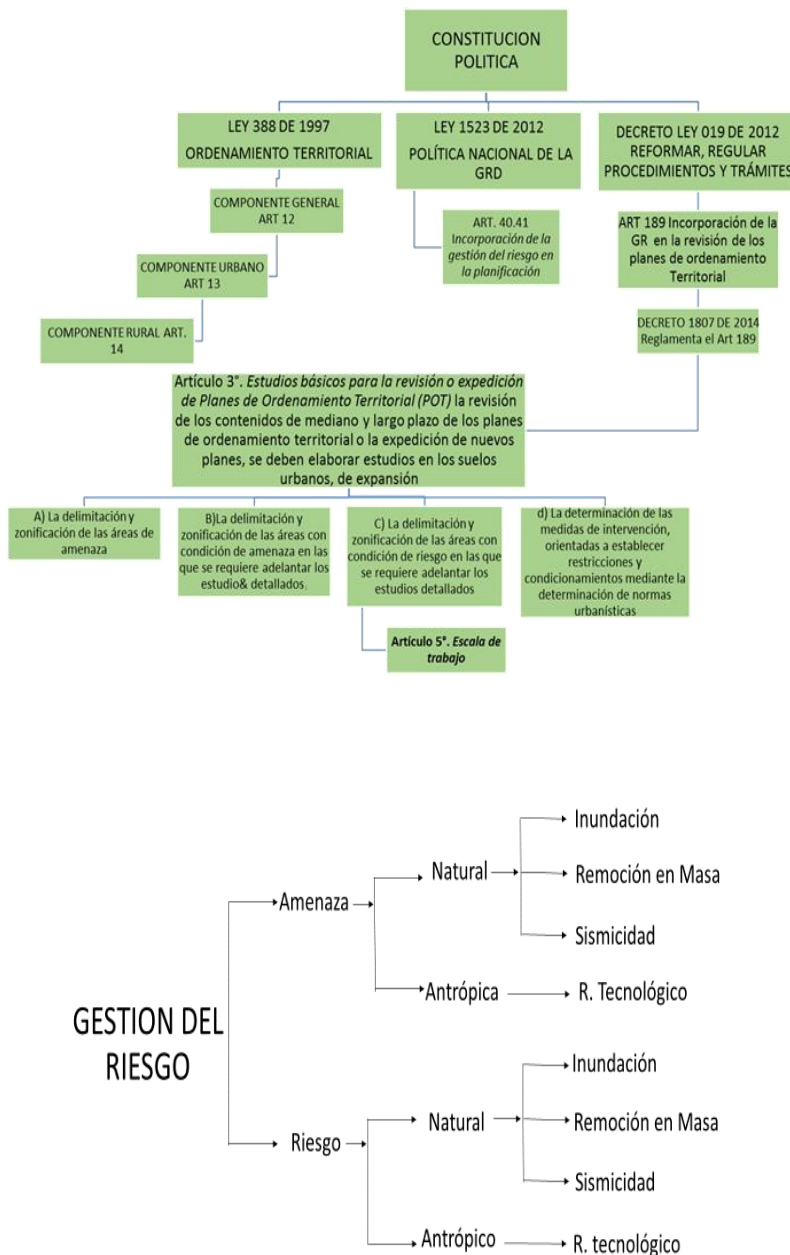 CONSTITUCION
POLITICA
LEY 388 DE 1997
ORDENAMIENTO TERRITORIAL
LEY 1523 DE 2012
POLÍTICA NACIONAL DE LA
GRD
DECRETO LEY 019 DE 2012
REFORMAR, REGULAR
PROCEDIMIENTOS Y TRÁMITES
COMPONENTE GENERAL
ART 12
COMPONENTE URBANO
ART 13
COMPONENTE RURAL ART.
14
ART. 40.41
Incorporación de la
gestión del riesgo en
la planificación
ART 189 Incorporación de la
GR en la revisión de los
planes de ordenamiento
Territorial
DECRETO 1807 DE 2014
Reglamenta el Art 189
Artículo 3°. Estudios básicos para la revisión o expedición
de Planes de Ordenamiento Territorial (POT) la revisión
de los contenidos de mediano y largo plazo de los planes
de ordenamiento territorial o la expedición de nuevos
planes, se deben elaborar estudios en los suelos
urbanos, de expansión
A) La delimitación y
zonificación de las áreas de
amenaza
B)La delimitación y
zonificación de las áreas con
condición de amenaza en las
que se requiere adelantar los
estudio& detallados.
C) La delimitación y
zonificación de las áreas con
condición de riesgo en las que
se requiere adelantar los
estudios detallados
d) La determinación de las
medidas de intervención,
orientadas a establecer
restricciones y
condicionamientos mediante la
determinación de normas
urbanísticas
Artículo 5°. Escala de
trabajo
GESTION DEL
RIESGO
Amenaza
Natural
Inundación
Remoción en Masa
Sismicidad
Antrópica
R. Tecnológico
Riesgo
Natural
Inundación
Remoción en Masa
Sismicidad
Antrópico
R. tecnológico